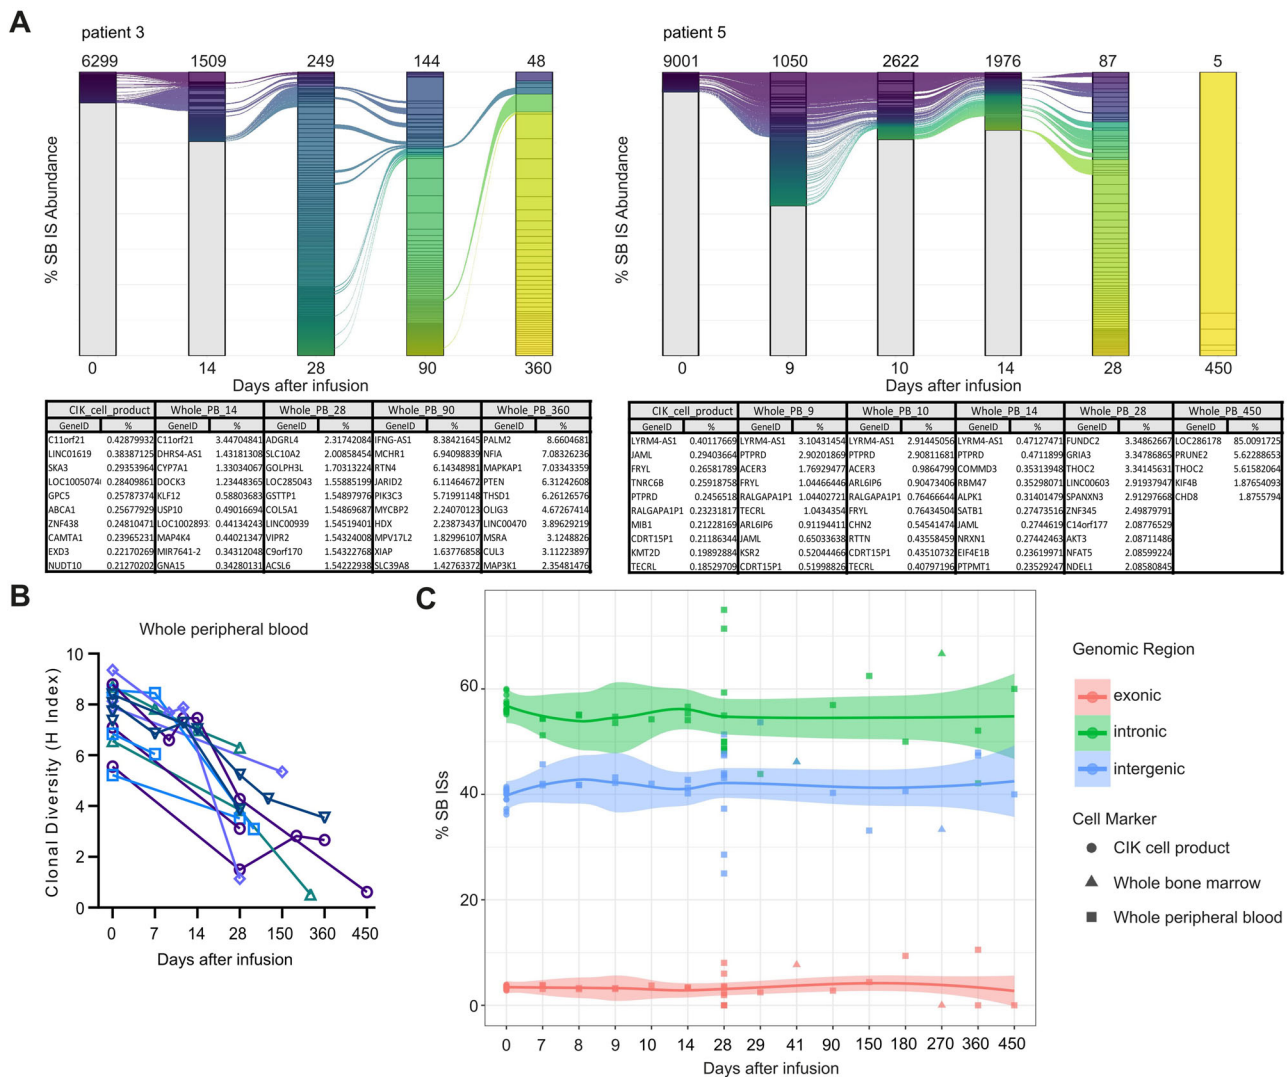 A
patient 3
6299 1509 249 144 48
% SB IS Abundance
0 14 28 90 360
Days after infusion
CIK_cell_product Whole_PB_14 Whole_PB_28 Whole_PB_90 Whole_PB_360
GeneID % GeneID % GeneID % GeneID % GeneID %
C11orf21 0.42879932 C11orf21 3.44704841 ADGRL4 2.31742084 IFNG-AS1 8.38421645 PALM2 8.6604681
LINC01619 0.38387125 DHRS4-AS1 1.43181308 SLC10A2 2.00858454 MCHR1 6.94098839 NFIA 7.08326236
SKA3 0.29353964 CYP7A1 1.33034067 GOLPH3L 1.70313224 RTN4 6.14348981 MAPKAP1 7.03343359
LOC10050740 0.28409861 DOCK3 1.23448365 LOC285043 1.55885199 JARID2 6.11464672 PTEN 6.31242608
GPC5 0.25787374 KLF12 0.58803683 GSTTP1 1.54897976 PIK3C3 5.71991148 THSD1 6.26126576
ABCA1 0.25677929 USP10 0.49016694 COL5A1 1.54869687 MYCBP2 2.24070123 OLIG3 4.67267414
ZNF438 0.24810471 LOC1002893 0.44134243 LINC00939 1.54519401 HDX 2.23873437 LINC00470 3.89629219
CAMTA1 0.23965231 MAP4K4 0.44021347 VIPR2 1.54324008 MPV17L2 1.82996107 MSRA 3.1248826
EXD3 0.22170269 MIR7641-2 0.34312048 C9orf170 1.54322768 XIAP 1.63776858 CUL3 3.11223897
NUDT10 0.21270202 GNA15 0.34280131 ACSL6 1.54222938 SLC39A8 1.42763372 MAP3K1 2.35481476
patient 5
9001 1050 2622 1976 87 5
% SB IS Abundance
0 9 10 14 28 450
Days after infusion
CIK_cell_product Whole_PB_9 Whole_PB_10 Whole_PB_14 Whole_PB_28 Whole_PB_450
GeneID % GeneID % GeneID % GeneID % GeneID % GeneID %
LYRM4-AS1 0.40117669 LYRM4-AS1 3.10431454 LYRM4-AS1 2.91445056 LYRM4-AS1 0.47127471 FUNDC2 3.34862667 LOC286178 85.0091725
JAML 0.29403664 PTPRD 2.90201869 PTPRD 2.90811681 PTPRD 0.4711899 GRIA3 3.34786865 PRUNE2 5.62188653
FRYL 0.26581789 ACER3 1.76929477 ACER3 0.9864799 COMMD3 0.35313948 THOC2 3.34145631 THOC2 5.61582064
TNRC6B 0.25918758 FRYL 1.04466446 ARL6IP6 0.90473406 RBM47 0.35298071 LINC00603 2.91937947 KIF4B 1.87654093
PTPRD 0.2456518 RALGAPA1P1 1.04402721 RALGAPA1P1 0.76466644 ALPK1 0.31401479 SPANXN3 2.91297668 CHD8 1.8755794
RALGAPA1P1 0.23231817 TECRL 1.0434354 FRYL 0.76434504 SATB1 0.27473516 ZNF345 2.49879791
MIB1 0.21228169 ARL6IP6 0.91194411 CHN2 0.54541474 JAML 0.2744619 C14orf177 2.08776529
CDRT15P1 0.21186344 JAML 0.65033638 RTTN 0.43558459 NRXN1 0.27442463 AKT3 2.08711486
KMT2D 0.19892884 KSR2 0.52044466 CDRT15P1 0.43510732 EIF4E1B 0.23619971 NFAT5 2.08599224
TECRL 0.18529709 CDRT15P1 0.51998826 TECRL 0.40797196 PTPMT1 0.23529247 NDEL1 2.08580845
B
Whole peripheral blood
Clonal Diversity (H Index)
10
8
6
4
2
0
0 7 14 28 150 360 450
Days after infusion
C
% SB ISs
60
40
20
0
0 7 8 9 10 14 28 29 41 90 150 180 270 360 450
Days after infusion
Genomic Region
exonic
intronic
intergenic
Cell Marker
CIK cell product
Whole bone marrow
Whole peripheral blood